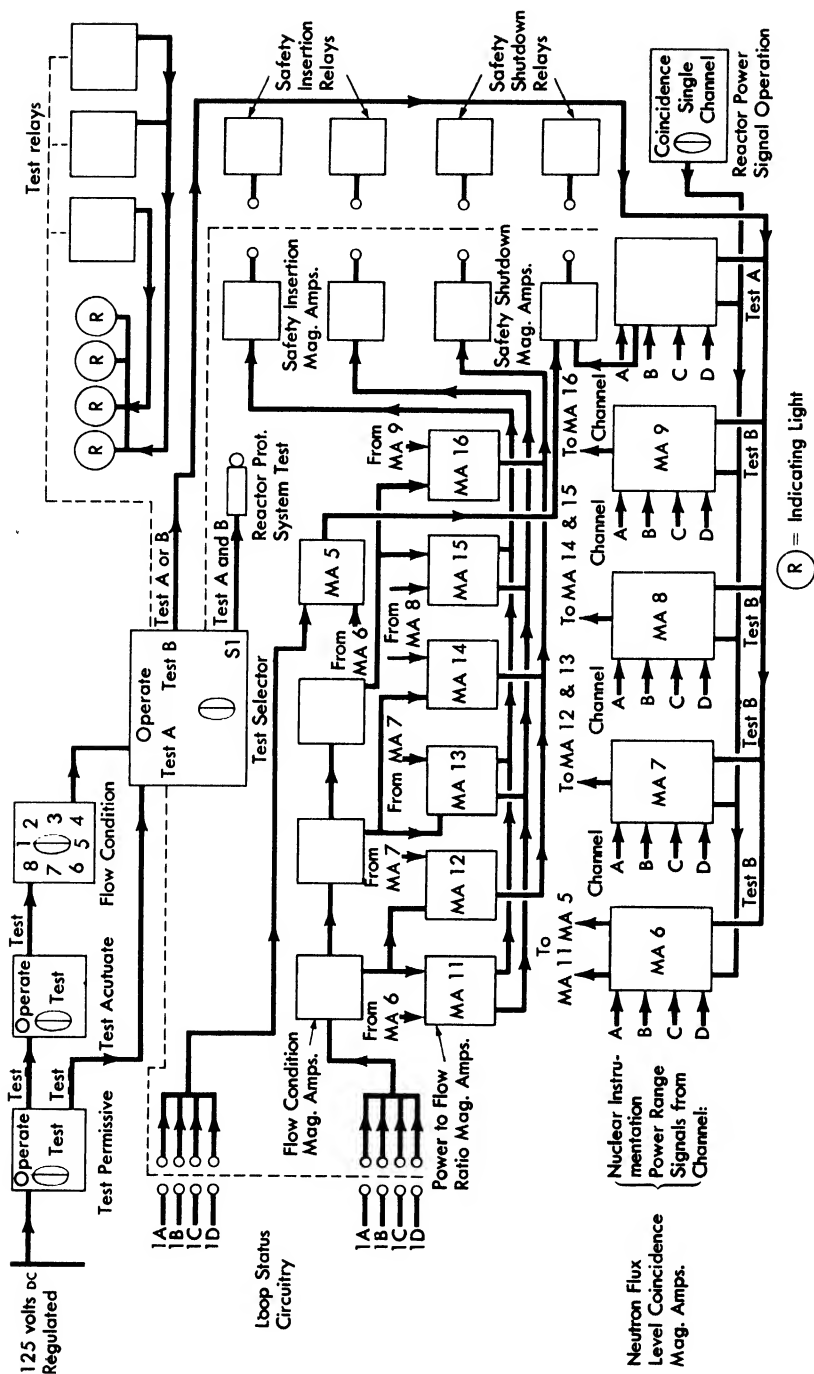 125 volts DC
Regulated
Operate
Test
Test Permissive
Test
Test
Operate
Test
Test Acutuate
Test
8 1 2
7 3
6 5 4
Flow Condition
Operate
Test A
Test B
S1
Test Selector
Test A or B
Test A and B
Reactor Prot.
System Test
R
R
R
R
Test relays
Safety
Insertion
Relays
Safety
Shutdown
Relays
Safety Insertion
Mag. Amps.
Safety Shutdown
Mag. Amps.
1A
1B
1C
1D
Loop Status
Circuitry
1A
1B
1C
1D
Flow Condition
Mag. Amps.
Power to Flow
Ratio Mag. Amps.
From
MA 6
MA 5
From
MA 6
MA 11
From
MA 7
MA 12
From
MA 7
MA 13
MA 14
From
MA 8
MA 15
From
MA 9
MA 16
Coincidence
Single
Channel
Reactor Power
Signal Operation
Neutron Flux
Level Coincidence
Mag. Amps.
Nuclear Instru-
mentation
Power Range
Signals from
Channel:
A
B
C
D
MA 6
To
MA 11 MA 5
Test B
Channel
A
B
C
D
MA 7
To MA 12 & 13
Test B
Channel
A
B
C
D
MA 8
To MA 14 & 15
Test B
Channel
A
B
C
D
MA 9
To MA 16
Test B
Channel
A
B
C
D
Test A
R = Indicating Light